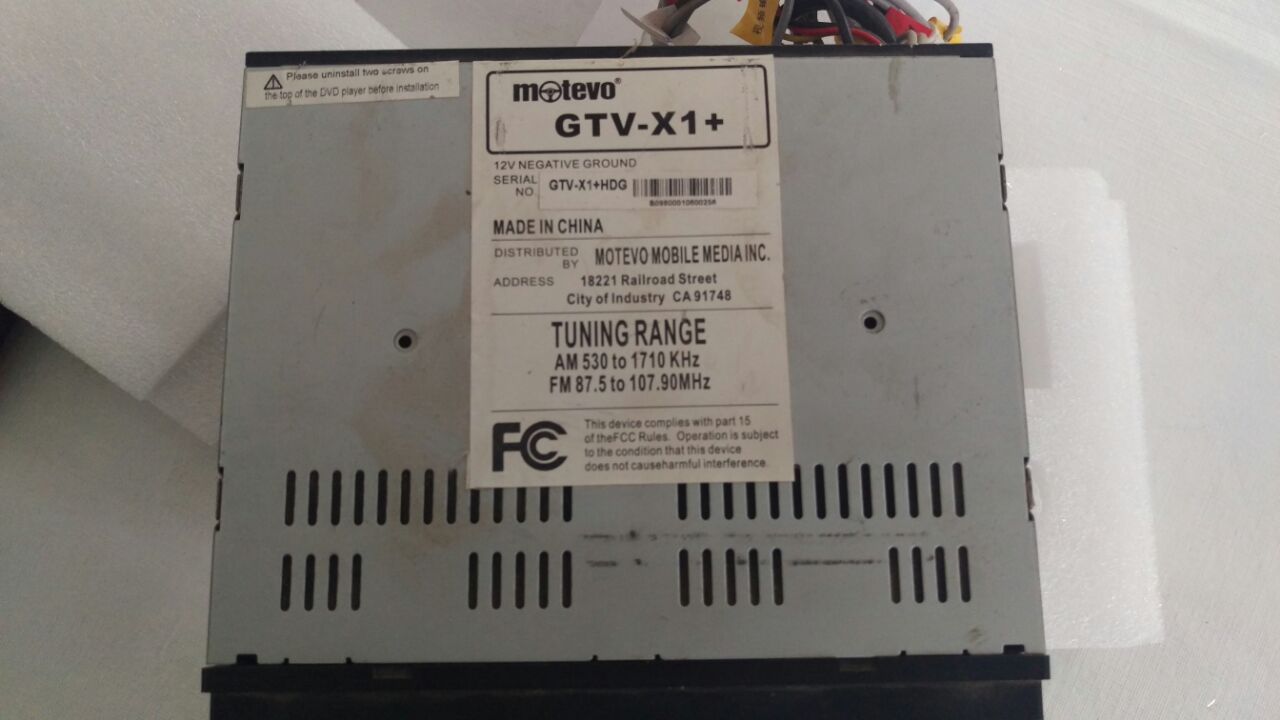 Please uninstall two screws on
the top of the DVD player before installation
motevo®
GTV-X1+
12V NEGATIVE GROUND
SERIAL NO. GTV-X1+HDG
B09800010600256
MADE IN CHINA
DISTRIBUTED BY MOTEVO MOBILE MEDIA INC.
ADDRESS 18221 Railroad Street
City of Industry CA 91748
TUNING RANGE
AM 530 to 1710 KHz
FM 87.5 to 107.90MHz
FC
This device complies with part 15
of theFCC Rules. Operation is subject
to the condition that this device
does not causeharmful interference.